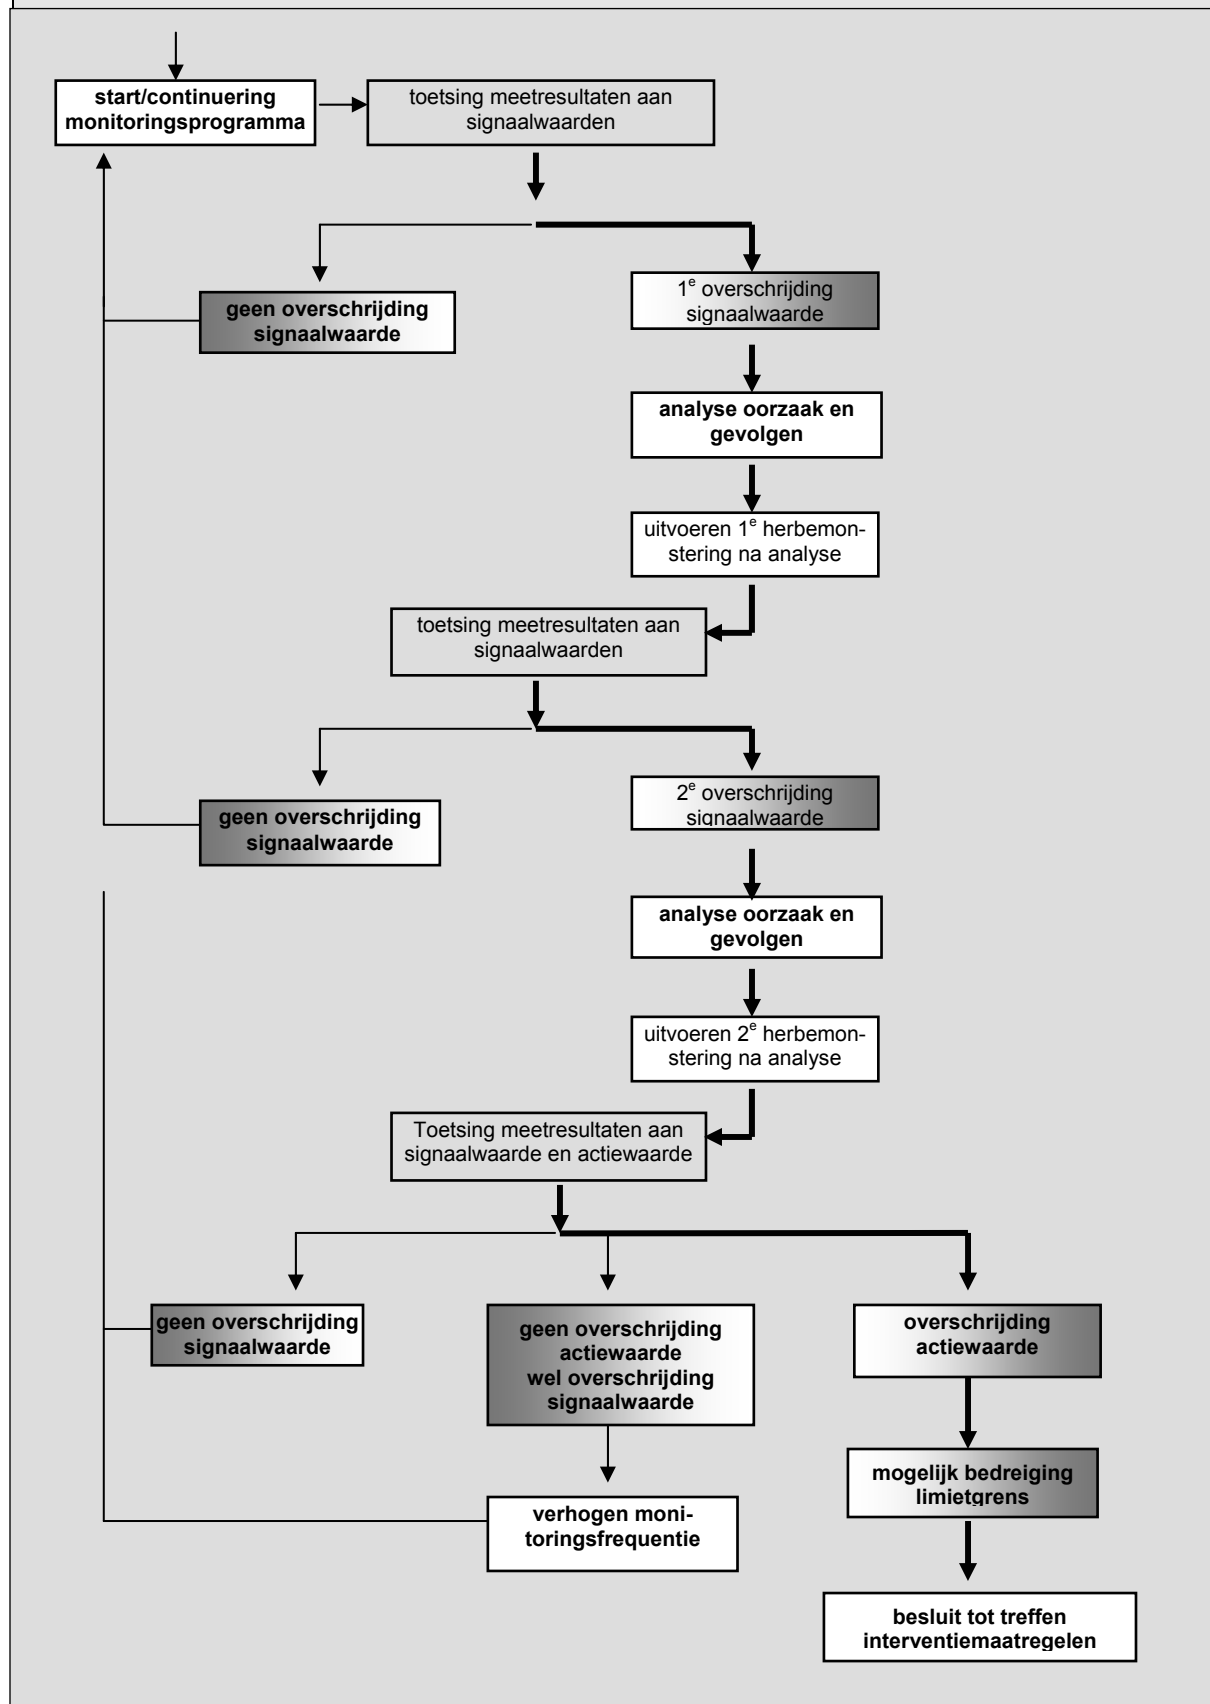 start/continuering
monitoringsprogramma
toetsing meetresultaten aan
signaalwaarden
geen overschrijding
signaalwaarde
1e overschrijding
signaalwaarde
analyse oorzaak en
gevolgen
uitvoeren 1e herbemon-
stering na analyse
toetsing meetresultaten aan
signaalwaarden
geen overschrijding
signaalwaarde
2e overschrijding
signaalwaarde
analyse oorzaak en
gevolgen
uitvoeren 2e herbemon-
stering na analyse
Toetsing meetresultaten aan
signaalwaarde en actiewaarde
geen overschrijding
signaalwaarde
geen overschrijding
actiewaarde
wel overschrijding
signaalwaarde
overschrijding
actiewaarde
mogelijk bedreiging
limietgrens
verhogen moni-
toringsfrequentie
besluit tot treffen
interventiemaatregelen